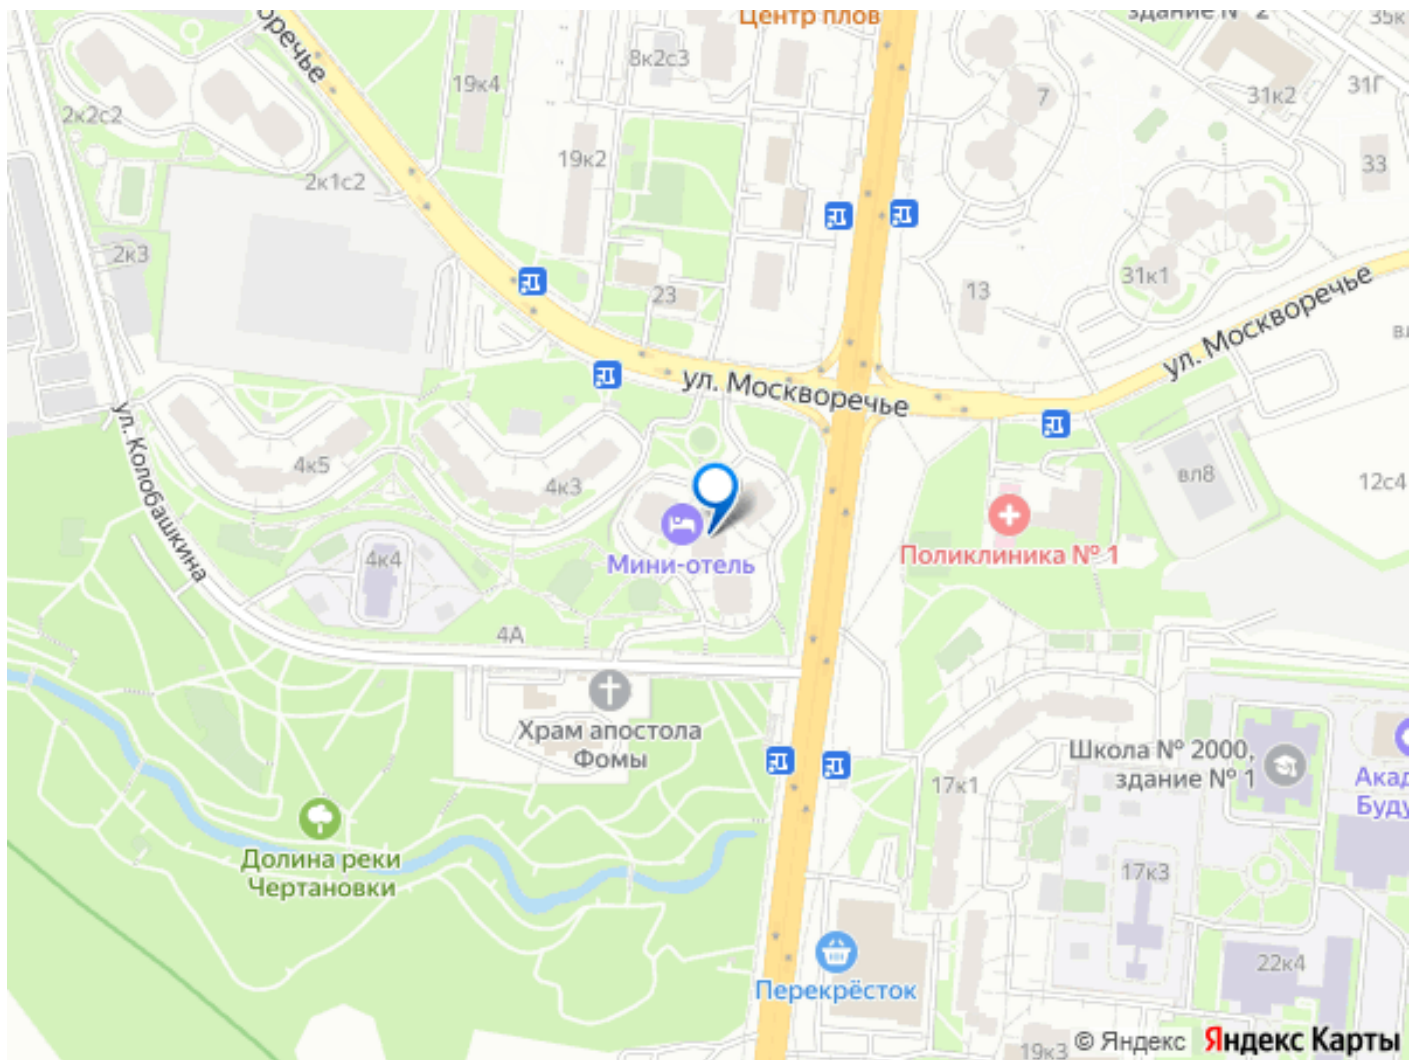 Центр плов
здание № 2
35к
8к2с3
19к4
7
31к2
31Г
2к2с2
19к2
33
2к1с2
2к3
23
13
31к1
ул. Москворечье
ул. Москворечье
ул. Колобашкина
4к5
4к3
вл8
12с4
Поликлиника № 1
Мини-отель
4к4
4А
Храм апостола
Фомы
Школа № 2000,
здание № 1
17к1
Долина реки
Чертановки
17к3
22к4
Перекрёсток
19к3
© Яндекс
Яндекс Карты